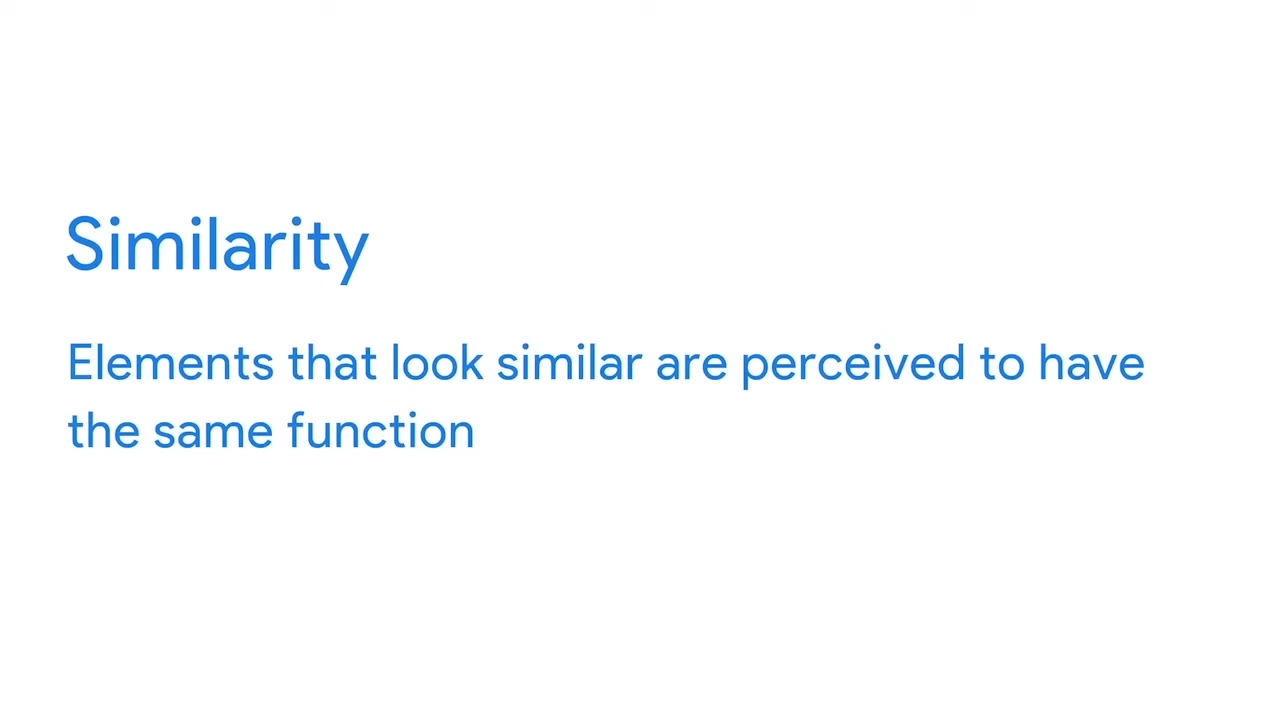 Similarity
Elements that look similar are perceived to have
the same function